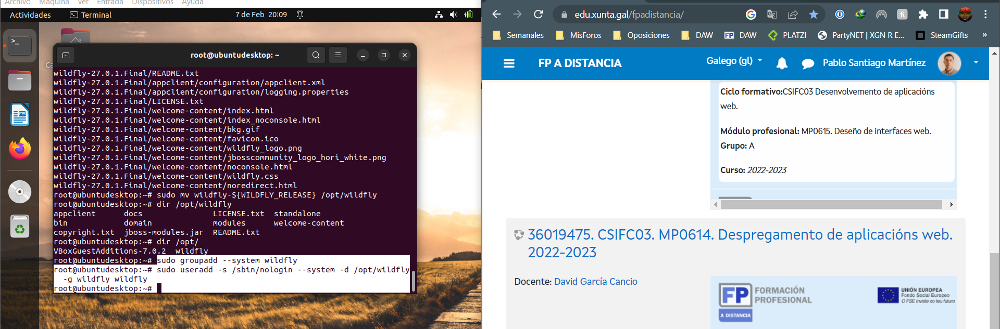 Archivo Máquina Ver Entrada Dispositivos Ayuda
Actividades Terminal 7 de Feb 20:09
root@ubuntudesktop: ~
Ca
wildfly-27.0.1.Final/README.txt
wildfly-27.0.1.Final/appclient/configuration/appclient.xml
wildfly-27.0.1.Final/appclient/configuration/logging.properties
wildfly-27.0.1.Final/LICENSE.txt
wildfly-27.0.1.Final/welcome-content/index.html
wildfly-27.0.1.Final/welcome-content/index_noconsole.html
wildfly-27.0.1.Final/welcome-content/bkg.gif
wildfly-27.0.1.Final/welcome-content/favicon.ico
wildfly-27.0.1.Final/welcome-content/wildfly_logo.png
wildfly-27.0.1.Final/welcome-content/jbosscommunity_logo_hori_white.png
wildfly-27.0.1.Final/welcome-content/noconsole.html
wildfly-27.0.1.Final/welcome-content/wildfly.css
wildfly-27.0.1.Final/welcome-content/noredirect.html
root@ubuntudesktop:~# sudo mv wildfly-${WILDFLY_RELEASE} /opt/wildfly
root@ubuntudesktop:~# dir /opt/wildfly
appclient docs LICENSE.txt standalone
bin domain modules welcome-content
copyright.txt jboss-modules.jar README.txt
root@ubuntudesktop:~# dir /opt/
VBoxGuestAdditions-7.0.2 wildfly
root@ubuntudesktop:~# sudo groupadd --system wildfly
root@ubuntudesktop:~# sudo useradd -s /sbin/nologin --system -d /opt/wildfly
-g wildfly wildfly
root@ubuntudesktop:~#
edu.xunta.gal/fpadistancia/
Semanales MisForos Oposiciones DAW FP DAW PLATZI PartyNET | XGN R E... SteamGifts »
FP A DISTANCIA Galego (gl) Pablo Santiago Martínez
Ciclo formativo:CSIFC03 Desenvolvemento de aplicacións
web.
Módulo profesional: MP0615. Deseño de interfaces web.
Grupo: A
Curso: 2022-2023
36019475. CSIFC03. MP0614. Despregamento de aplicacións web.
2022-2023
Docente: David García Cancio
FP FORMACIÓN
PROFESIONAL
A DISTANCIA
UNIÓN EUROPEA
Fondo Social Europeo
O FSE inviste no teu futuro